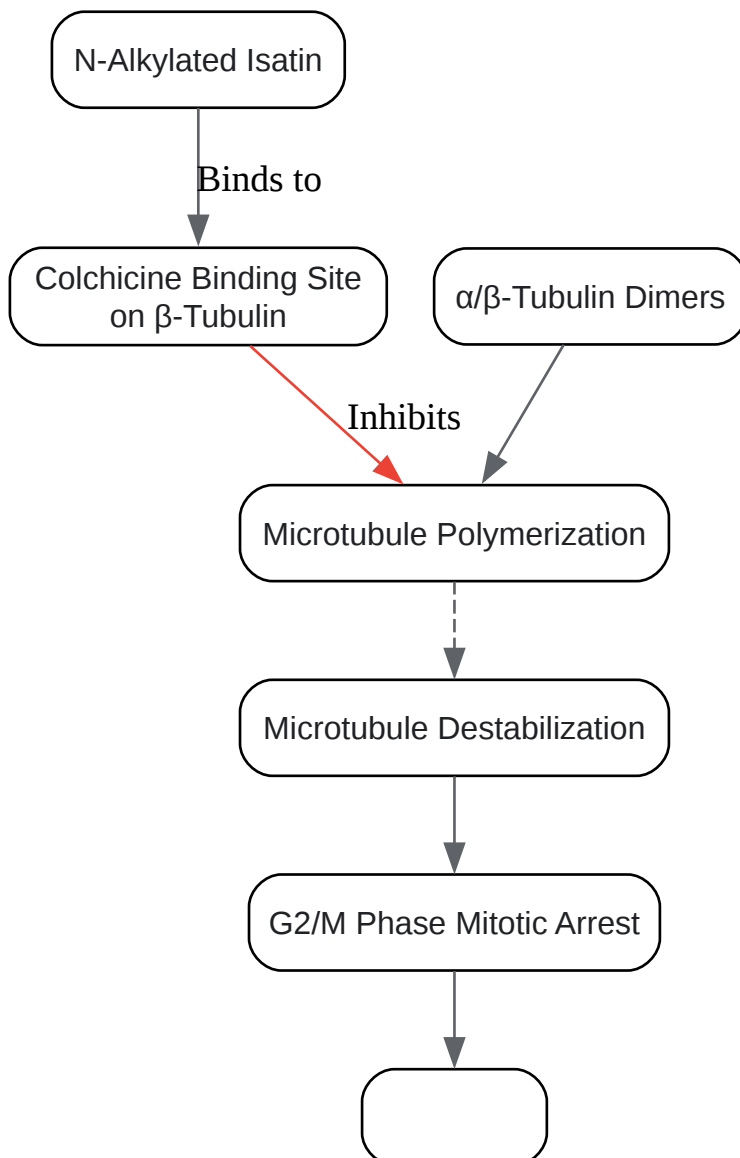 N-Alkylated Isatin
Binds to
Colchicine Binding Site
on β-Tubulin
α/β-Tubulin Dimers
Inhibits
Microtubule Polymerization
Microtubule Destabilization
G2/M Phase Mitotic Arrest